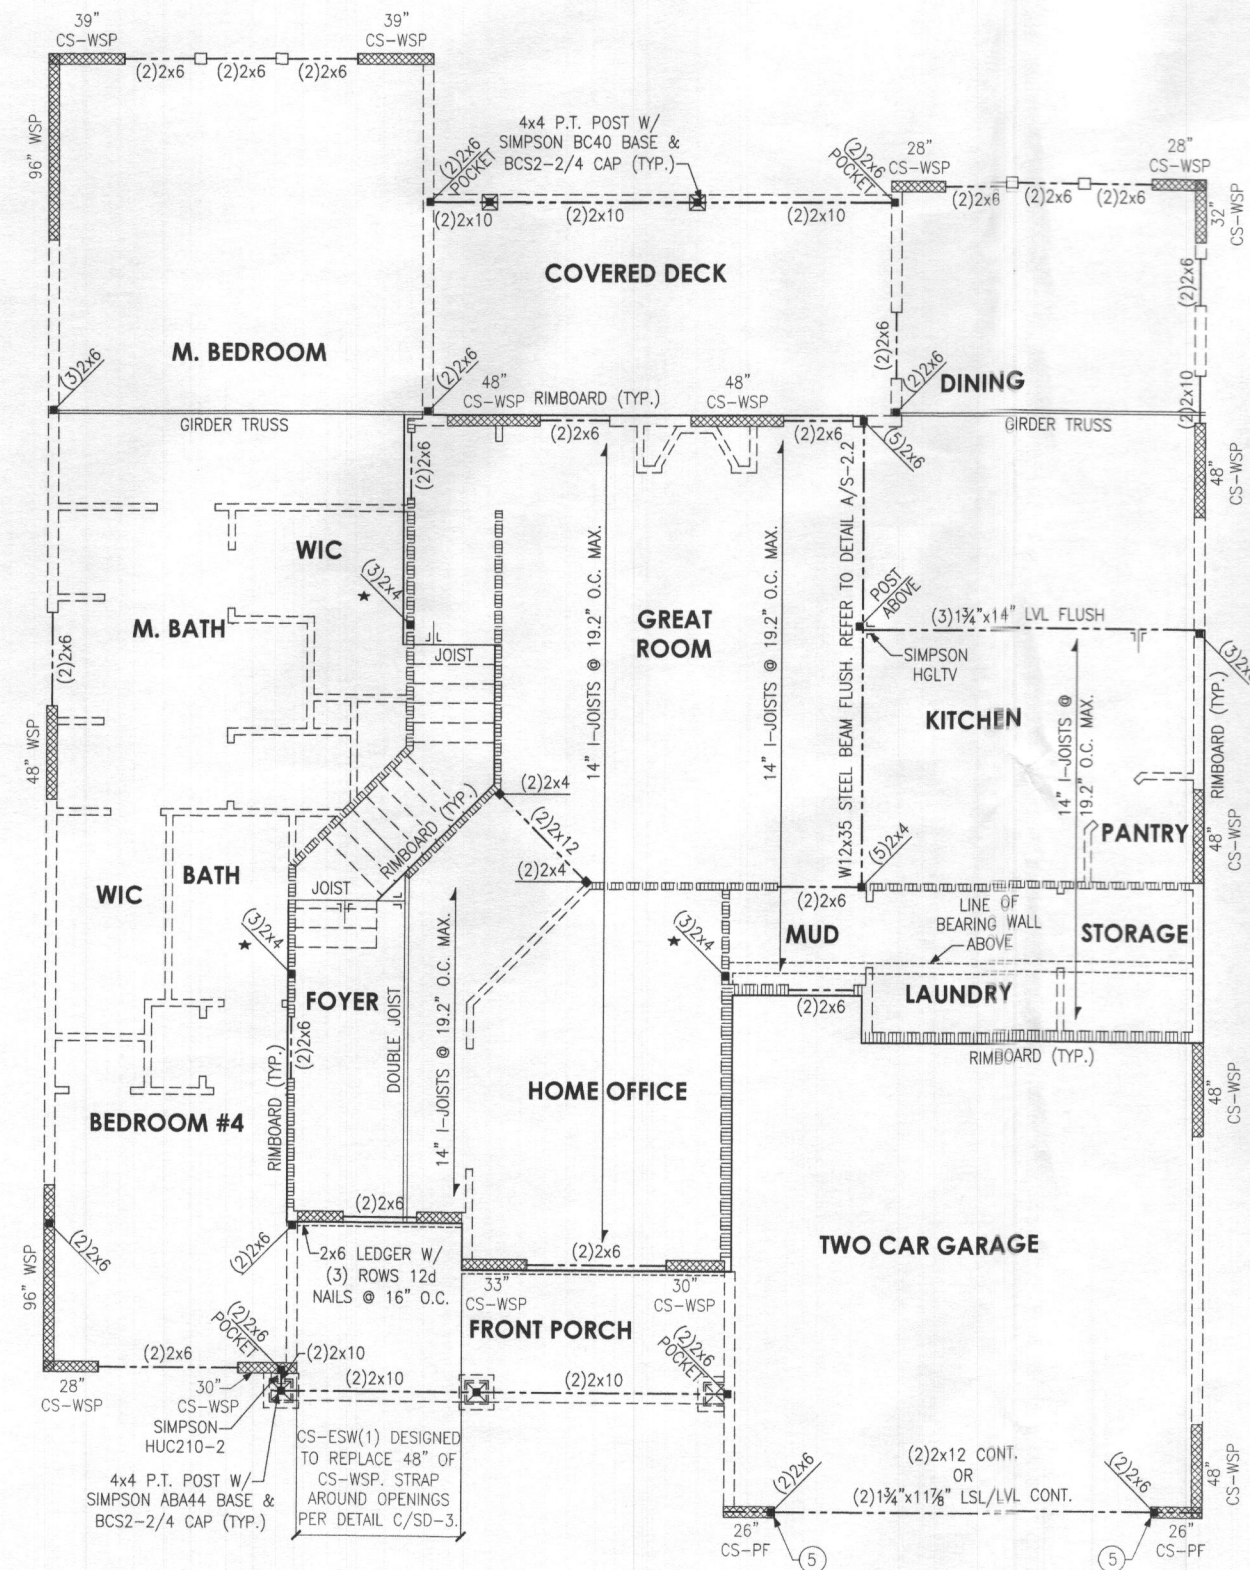 39"
CS-WSP
39"
CS-WSP
(2)2x6
(2)2x6
(2)2x6
96" WSP
4x4 P.T. POST W/
SIMPSON BC40 BASE &
BCS2-2/4 CAP (TYP.)
(2)2x6
POCKET
(2)2x6
POCKET
28"
CS-WSP
28"
CS-WSP
(2)2x6
(2)2x6
(2)2x6
32"
CS-WSP
(2)2x10
(2)2x10
(2)2x10
COVERED DECK
(2)2x6
(2)2x6
M. BEDROOM
(3)2x6
(2)2x6
48"
CS-WSP
RIMBOARD (TYP.)
48"
CS-WSP
(2)2x6
DINING
(2)2x10
GIRDER TRUSS
(2)2x6
(2)2x6
(5)2x6
GIRDER TRUSS
(2)2x6
48"
CS-WSP
WIC
(3)2x4
★
14" I-JOISTS @ 19.2" O.C. MAX.
14" I-JOISTS @ 19.2" O.C. MAX.
W12x35 STEEL BEAM FLUSH. REFER TO DETAIL A/S-2.2
POST
ABOVE
(3)1¾"x14" LVL FLUSH
M. BATH
GREAT
ROOM
(2)2x6
JOIST
SIMPSON
HGLTV
KITCHEN
14" I-JOISTS @
19.2" O.C. MAX.
RIMBOARD (TYP.)
48" WSP
(2)2x4
(2)2x12
RIMBOARD (TYP.)
PANTRY
48"
CS-WSP
WIC
BATH
JOIST
(2)2x4
(5)2x4
(2)2x6
LINE OF
BEARING WALL
ABOVE
(3)2x4
★
(3)2x4
★
MUD
STORAGE
FOYER
14" I-JOISTS @ 19.2" O.C. MAX.
LAUNDRY
(2)2x6
(2)2x6
DOUBLE JOIST
RIMBOARD (TYP.)
RIMBOARD (TYP.)
HOME OFFICE
BEDROOM #4
48"
CS-WSP
(2)2x6
(2)2x6
(2)2x6
2x6 LEDGER W/
(3) ROWS 12d
NAILS @ 16" O.C.
(2)2x6
TWO CAR GARAGE
96" WSP
33"
CS-WSP
30"
CS-WSP
FRONT PORCH
(2)2x6
POCKET
(2)2x6
POCKET
(2)2x6
(2)2x10
(2)2x10
(2)2x10
28"
CS-WSP
30"
CS-WSP
SIMPSON
HUC210-2
CS-ESW(1) DESIGNED
TO REPLACE 48" OF
CS-WSP. STRAP
AROUND OPENINGS
PER DETAIL C/SD-3.
4x4 P.T. POST W/
SIMPSON ABA44 BASE &
BCS2-2/4 CAP (TYP.)
(2)2x12 CONT.
OR
(2)1¾"x11⅞" LSL/LVL CONT.
(2)2x6
(2)2x6
48"
CS-WSP
26"
CS-PF
5
5
26"
CS-PF